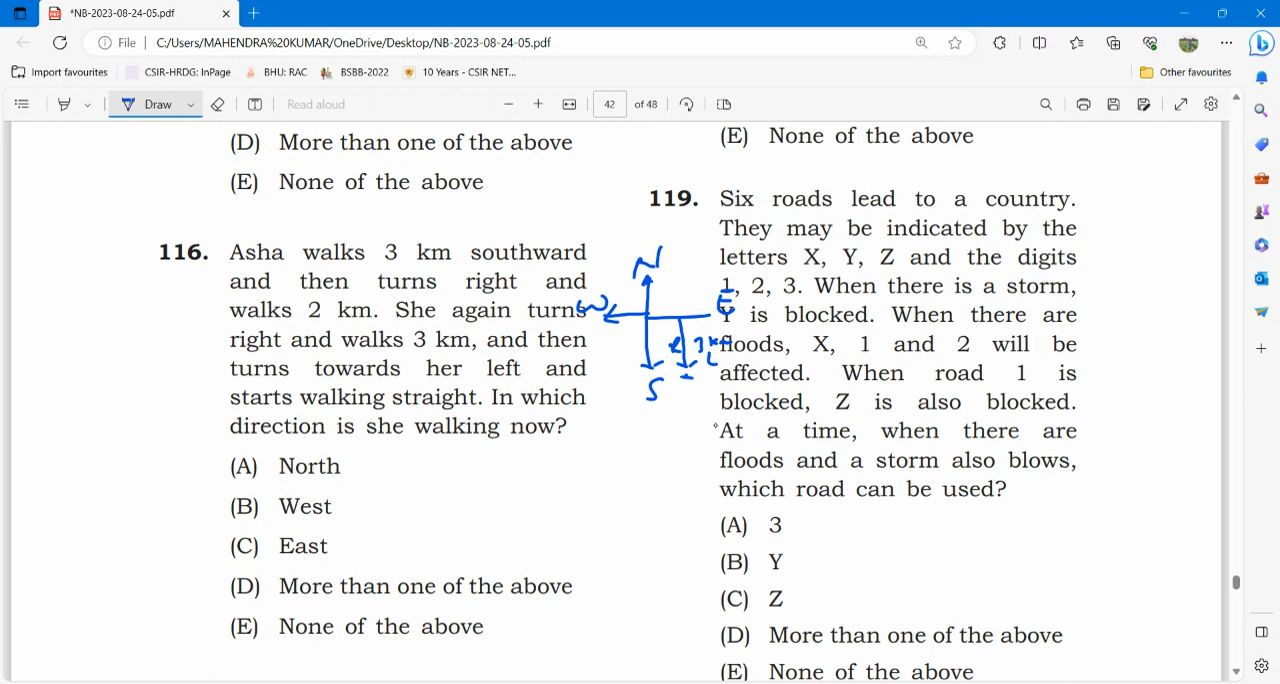 *NB-2023-08-24-05.pdf
File
C:/Users/MAHENDRA%20KUMAR/OneDrive/Desktop/NB-2023-08-24-05.pdf
Import favourites
CSIR-HRDG: InPage
BHU: RAC
BSBB-2022
10 Years - CSIR NET...
Other favourites
Draw
Read aloud
42
of 48
(D) More than one of the above
(E) None of the above
116. Asha walks 3 km southward
and then turns right and
walks 2 km. She again turns
right and walks 3 km, and then
turns towards her left and
starts walking straight. In which
direction is she walking now?
(A) North
(B) West
(C) East
(D) More than one of the above
(E) None of the above
N
W
E
S
R
3 km
L
(E) None of the above
119. Six roads lead to a country.
They may be indicated by the
letters X, Y, Z and the digits
1, 2, 3. When there is a storm,
Y is blocked. When there are
floods, X, 1 and 2 will be
affected. When road 1 is
blocked, Z is also blocked.
At a time, when there are
floods and a storm also blows,
which road can be used?
(A) 3
(B) Y
(C) Z
(D) More than one of the above
(E) None of the above